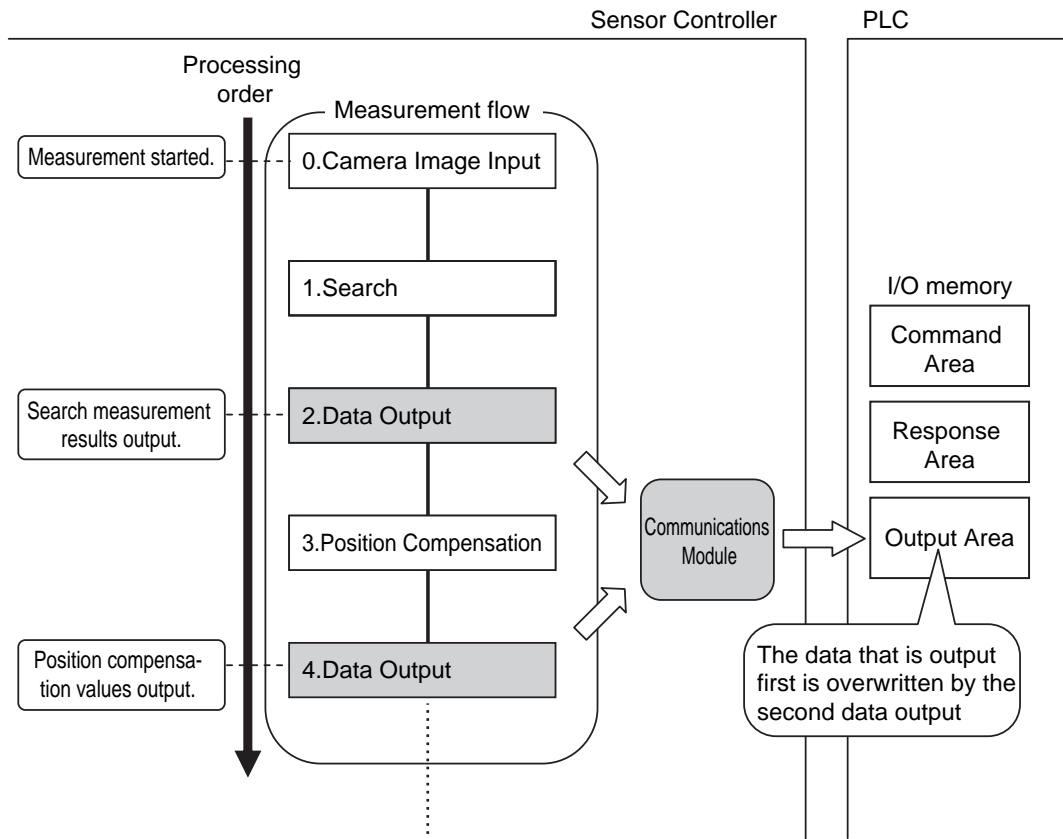 Sensor Controller
PLC
Processing
order
Measurement flow
Measurement started.
0.Camera Image Input
1.Search
Search measurement
results output.
2.Data Output
3.Position Compensation
Position compensa-
tion values output.
4.Data Output
Communications
Module
I/O memory
Command
Area
Response
Area
Output Area
The data that is output
first is overwritten by the
second data output